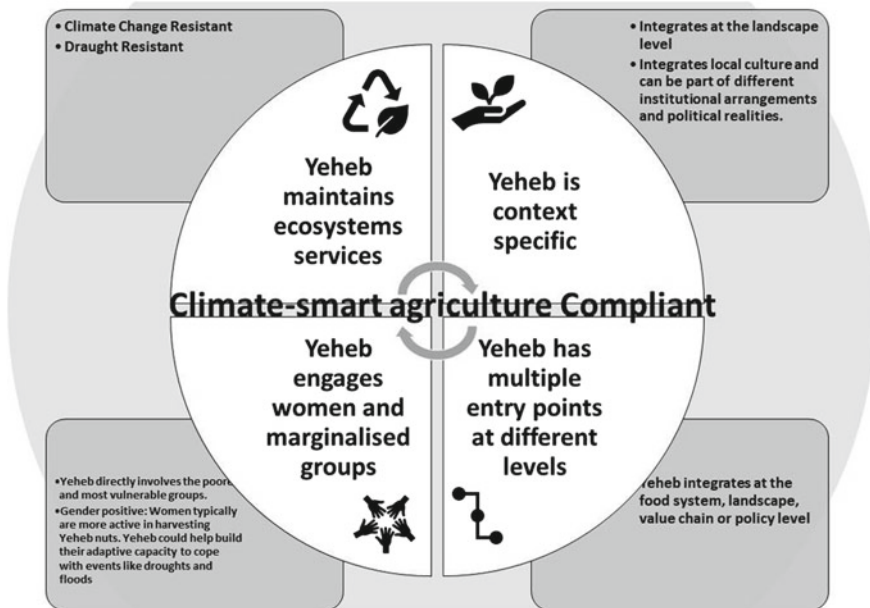 • Climate Change Resistant
• Draught Resistant
• Integrates at the landscape
level
• Integrates local culture and
can be part of different
institutional arrangements
and political realities.
Yeheb
maintains
ecosystems
services
Yeheb is
context
specific
Climate-smart agriculture Compliant
Yeheb
engages
women and
marginalised
groups
Yeheb has
multiple
entry points
at different
levels
•Yeheb directly involves the
and most vulnerable groups.
•Gender positive: Women typically
are more active in harvesting
Yeheb nuts. Yeheb could help build
their adaptive capacity to cope
with events like droughts and
floods
Yeheb integrates at the
food system, landscape,
value chain or policy level